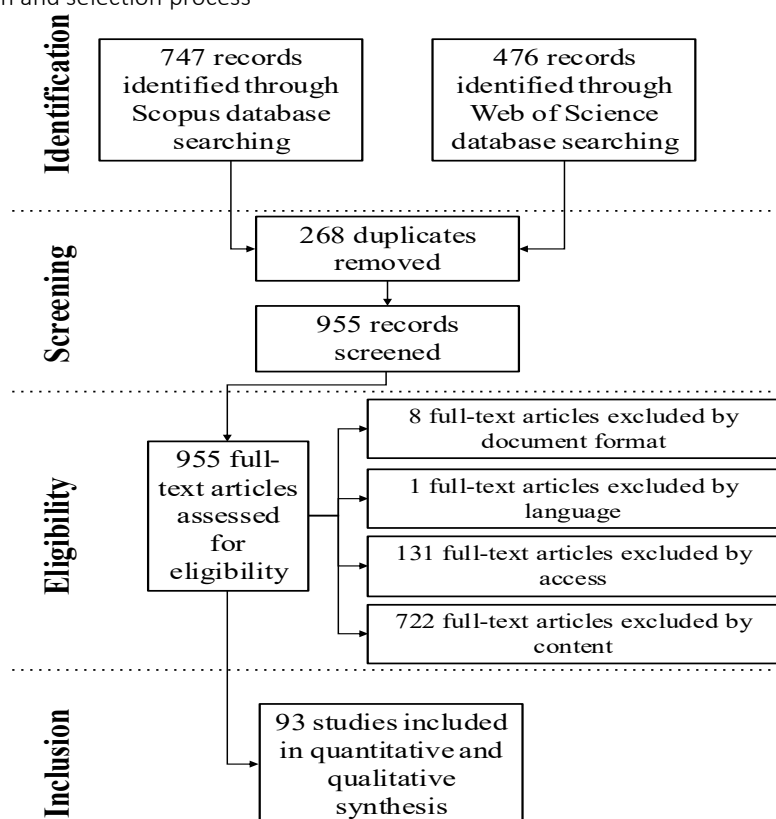 and selection process
Identification
747 records
identified through
Scopus database
searching
476 records
identified through
Web of Science
database searching
Screening
268 duplicates
removed
955 records
screened
Eligibility
955 full-
text articles
assessed
for
eligibility
8 full-text articles excluded by
document format
1 full-text articles excluded by
language
131 full-text articles excluded by
access
722 full-text articles excluded by
content
Inclusion
93 studies included
in quantitative and
qualitative
synthesis